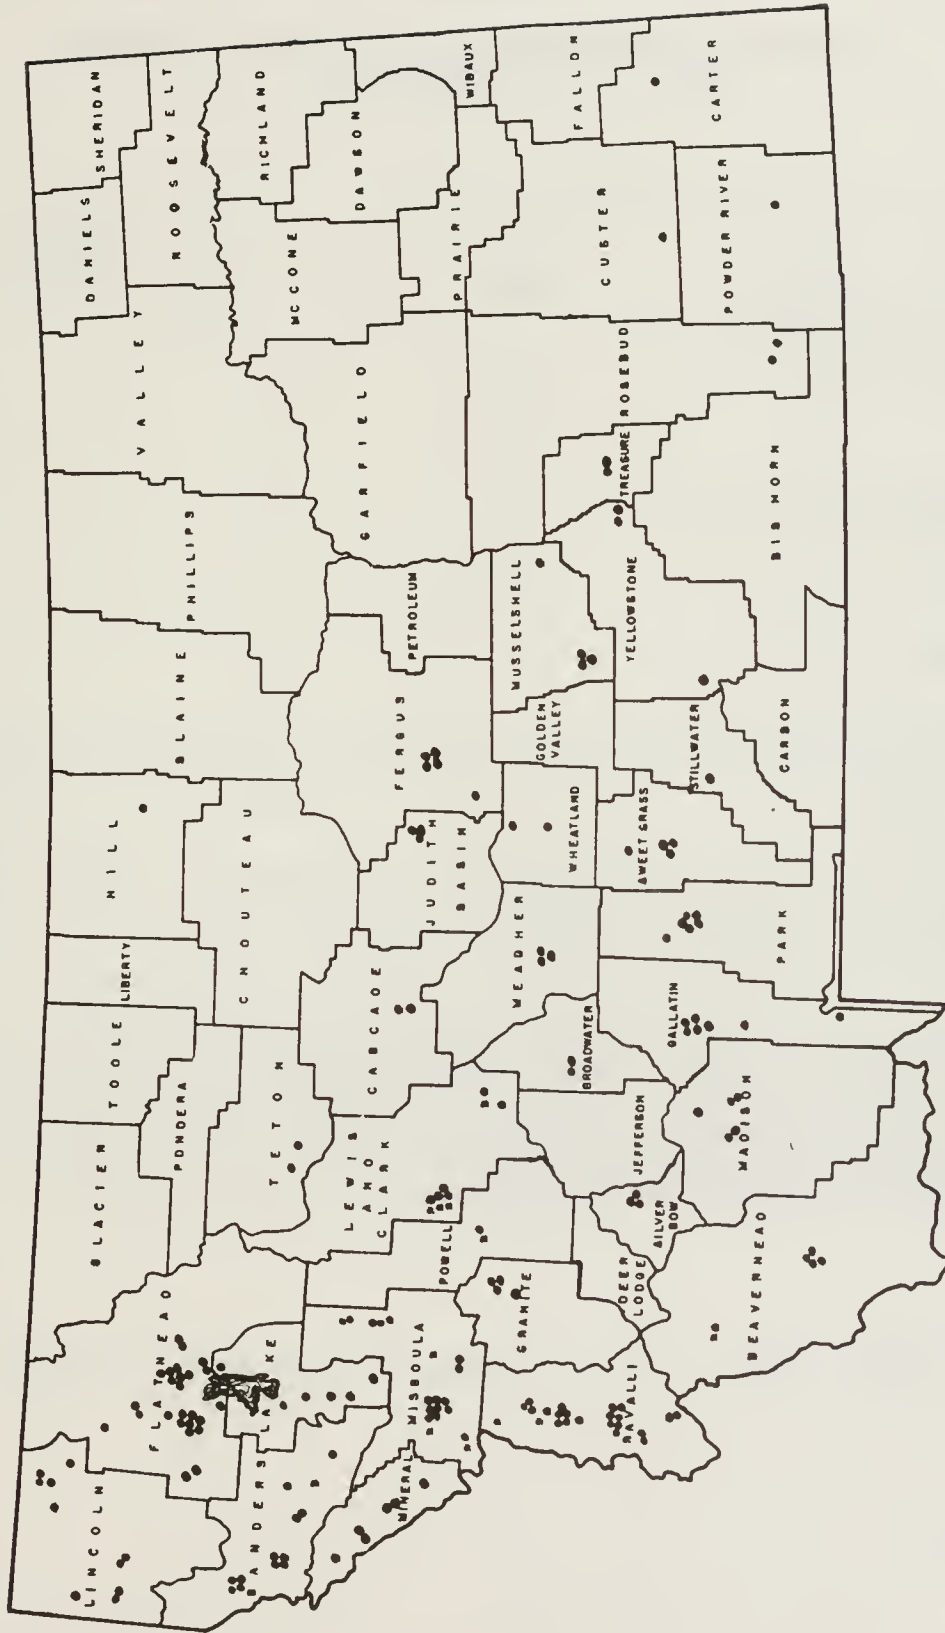 LINCOLN
FLATHEAD
GLACIER
TOOLE
LIBERTY
HILL
BLAINE
PHILLIPS
VALLEY
DANIELS
SHERIDAN
ROOSEVELT
PONDERA
TETON
CHOUTEAU
SANDERS
LAKE
LEWIS
AND
CLARK
CASCADE
JUDITH
BASIN
FERGUS
PETROLEUM
GARFIELD
MCCONE
RICHLAND
DAWSON
WIBAUX
PRAIRIE
MINERAL
MISSOULA
POWELL
GRANITE
RAVALLI
DEER
LODGE
SILVER
BOW
JEFFERSON
BROADWATER
MEAGHER
WHEATLAND
GOLDEN
VALLEY
MUSSELSHELL
TREASURE
ROSEBUD
CUSTER
FALLON
CARTER
POWDER RIVER
BIG HORN
YELLOWSTONE
STILLWATER
CARBON
SWEET GRASS
PARK
GALLATIN
MADISON
BEAVERHEAD